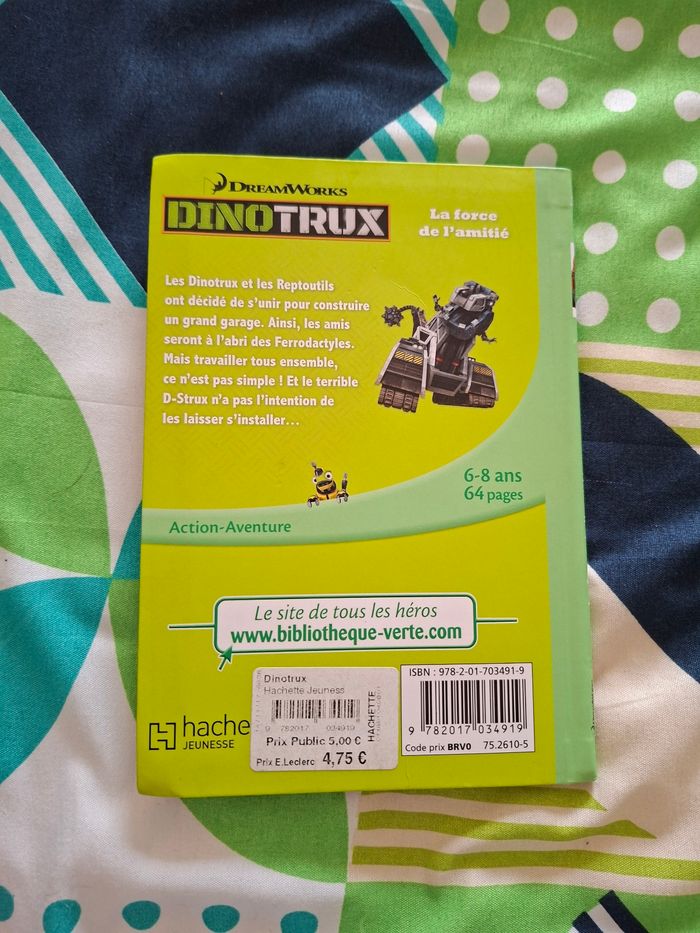 DREAMWORKS
DINOTRUX
La force
de l'amitié
Les Dinotrux et les Reptoutils
ont décidé de s'unir pour construire
un grand garage. Ainsi, les amis
seront à l'abri des Ferrodactyles.
Mais travailler tous ensemble,
ce n'est pas simple ! Et le terrible
D-Strux n'a pas l'intention de
les laisser s'installer…
6-8 ans
64 pages
Action-Aventure
Le site de tous les héros
www.bibliotheque-verte.com
hache
JEUNESSE
Dinotrux
Hachette Jeuness
9 782017 034919
HACHETTE
Prix Public 5,00 €
Prix E.Leclerc 4,75 €
ISBN : 978-2-01-703491-9
9 782017 034919
Code prix BRV0 75.2610-5